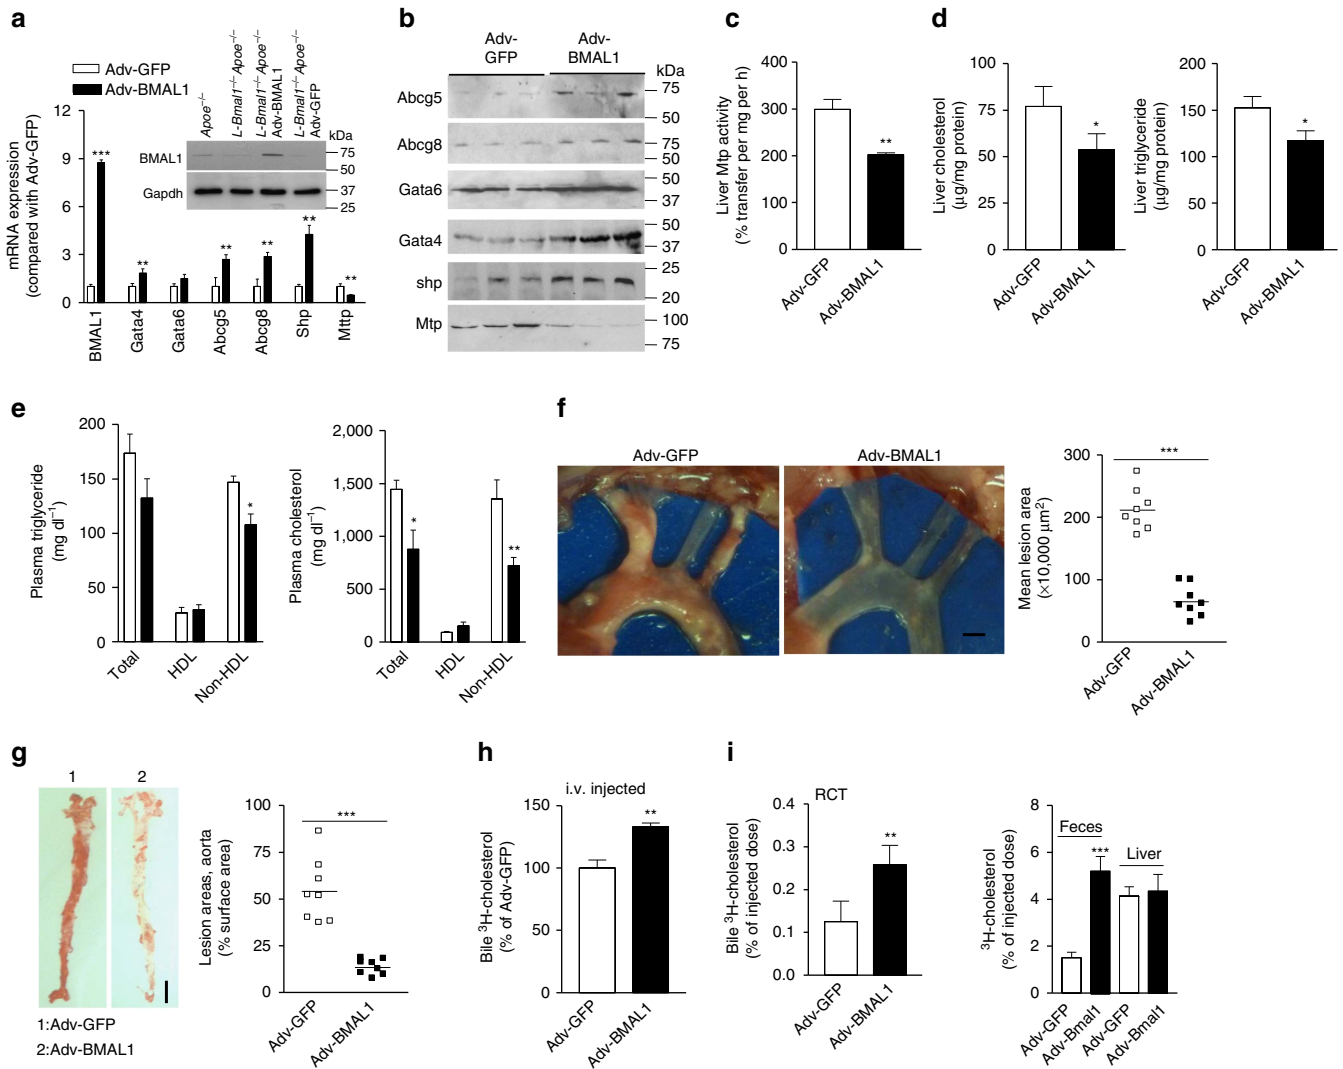 a
Adv-GFP
Adv-BMAL1
mRNA expression
(compared with Adv-GFP)
12
9
6
3
0
***
**
**
**
**
**
BMAL1
Gata4
Gata6
Abcg5
Abcg8
Shp
Mttp
Apoe–/–
L-Bmal1–/– Apoe–/–
L-Bmal1–/– Apoe–/–
Adv-BMAL1
L-Bmal1–/– Apoe–/–
Adv-GFP
kDa
BMAL1
75
50
Gapdh
37
25
b
Adv-
GFP
Adv-
BMAL1
kDa
Abcg5
75
50
Abcg8
75
50
Gata6
50
37
Gata4
50
37
shp
25
20
Mtp
100
75
c
Liver Mtp activity
(% transfer per mg per h)
400
300
200
100
0
**
Adv-GFP
Adv-BMAL1
d
Liver cholesterol
(µg/mg protein)
100
75
50
25
0
*
Adv-GFP
Adv-BMAL1
Liver triglyceride
(µg/mg protein)
200
150
100
50
0
*
Adv-GFP
Adv-BMAL1
e
Plasma triglyceride
(mg dl–1)
200
150
100
50
0
*
Total
HDL
Non-HDL
Plasma cholesterol
(mg dl–1)
2,000
1,500
1,000
500
0
*
**
Total
HDL
Non-HDL
f
Adv-GFP
Adv-BMAL1
Mean lesion area
(×10,000 µm2)
300
200
100
0
***
Adv-GFP
Adv-BMAL1
g
1
2
1:Adv-GFP
2:Adv-BMAL1
Lesion areas, aorta
(% surface area)
100
75
50
25
0
***
Adv-GFP
Adv-BMAL1
h
i.v. injected
Bile 3H-cholesterol
(% of Adv-GFP)
150
100
50
0
**
Adv-GFP
Adv-BMAL1
i
RCT
Bile 3H-cholesterol
(% of injected dose)
0.4
0.3
0.2
0.1
0.0
**
Adv-GFP
Adv-BMAL1
3H-cholesterol
(% of injected dose)
8
6
4
2
0
Feces
***
Liver
Adv-GFP
Adv-Bmal1
Adv-GFP
Adv-Bmal1